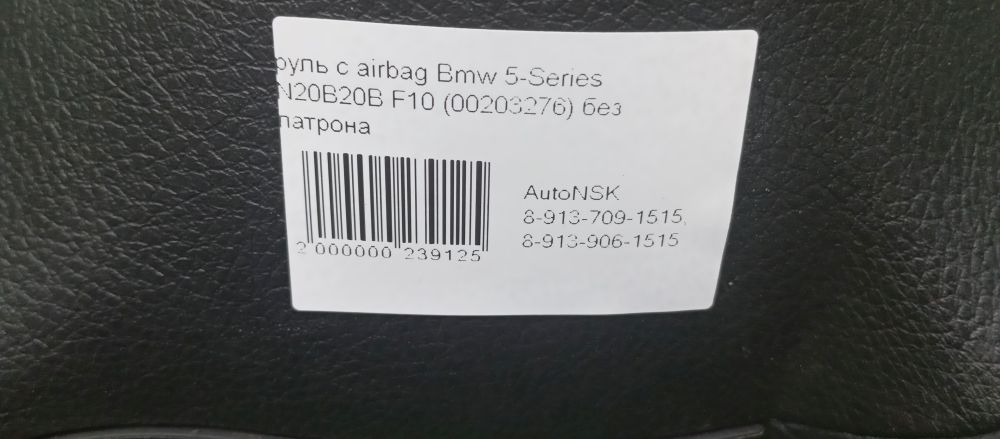 руль с airbag Bmw 5-Series
N20B20B F10 (00203276) без
патрона
AutoNSK
8-913-709-1515,
8-913-906-1515
2 000000 239125